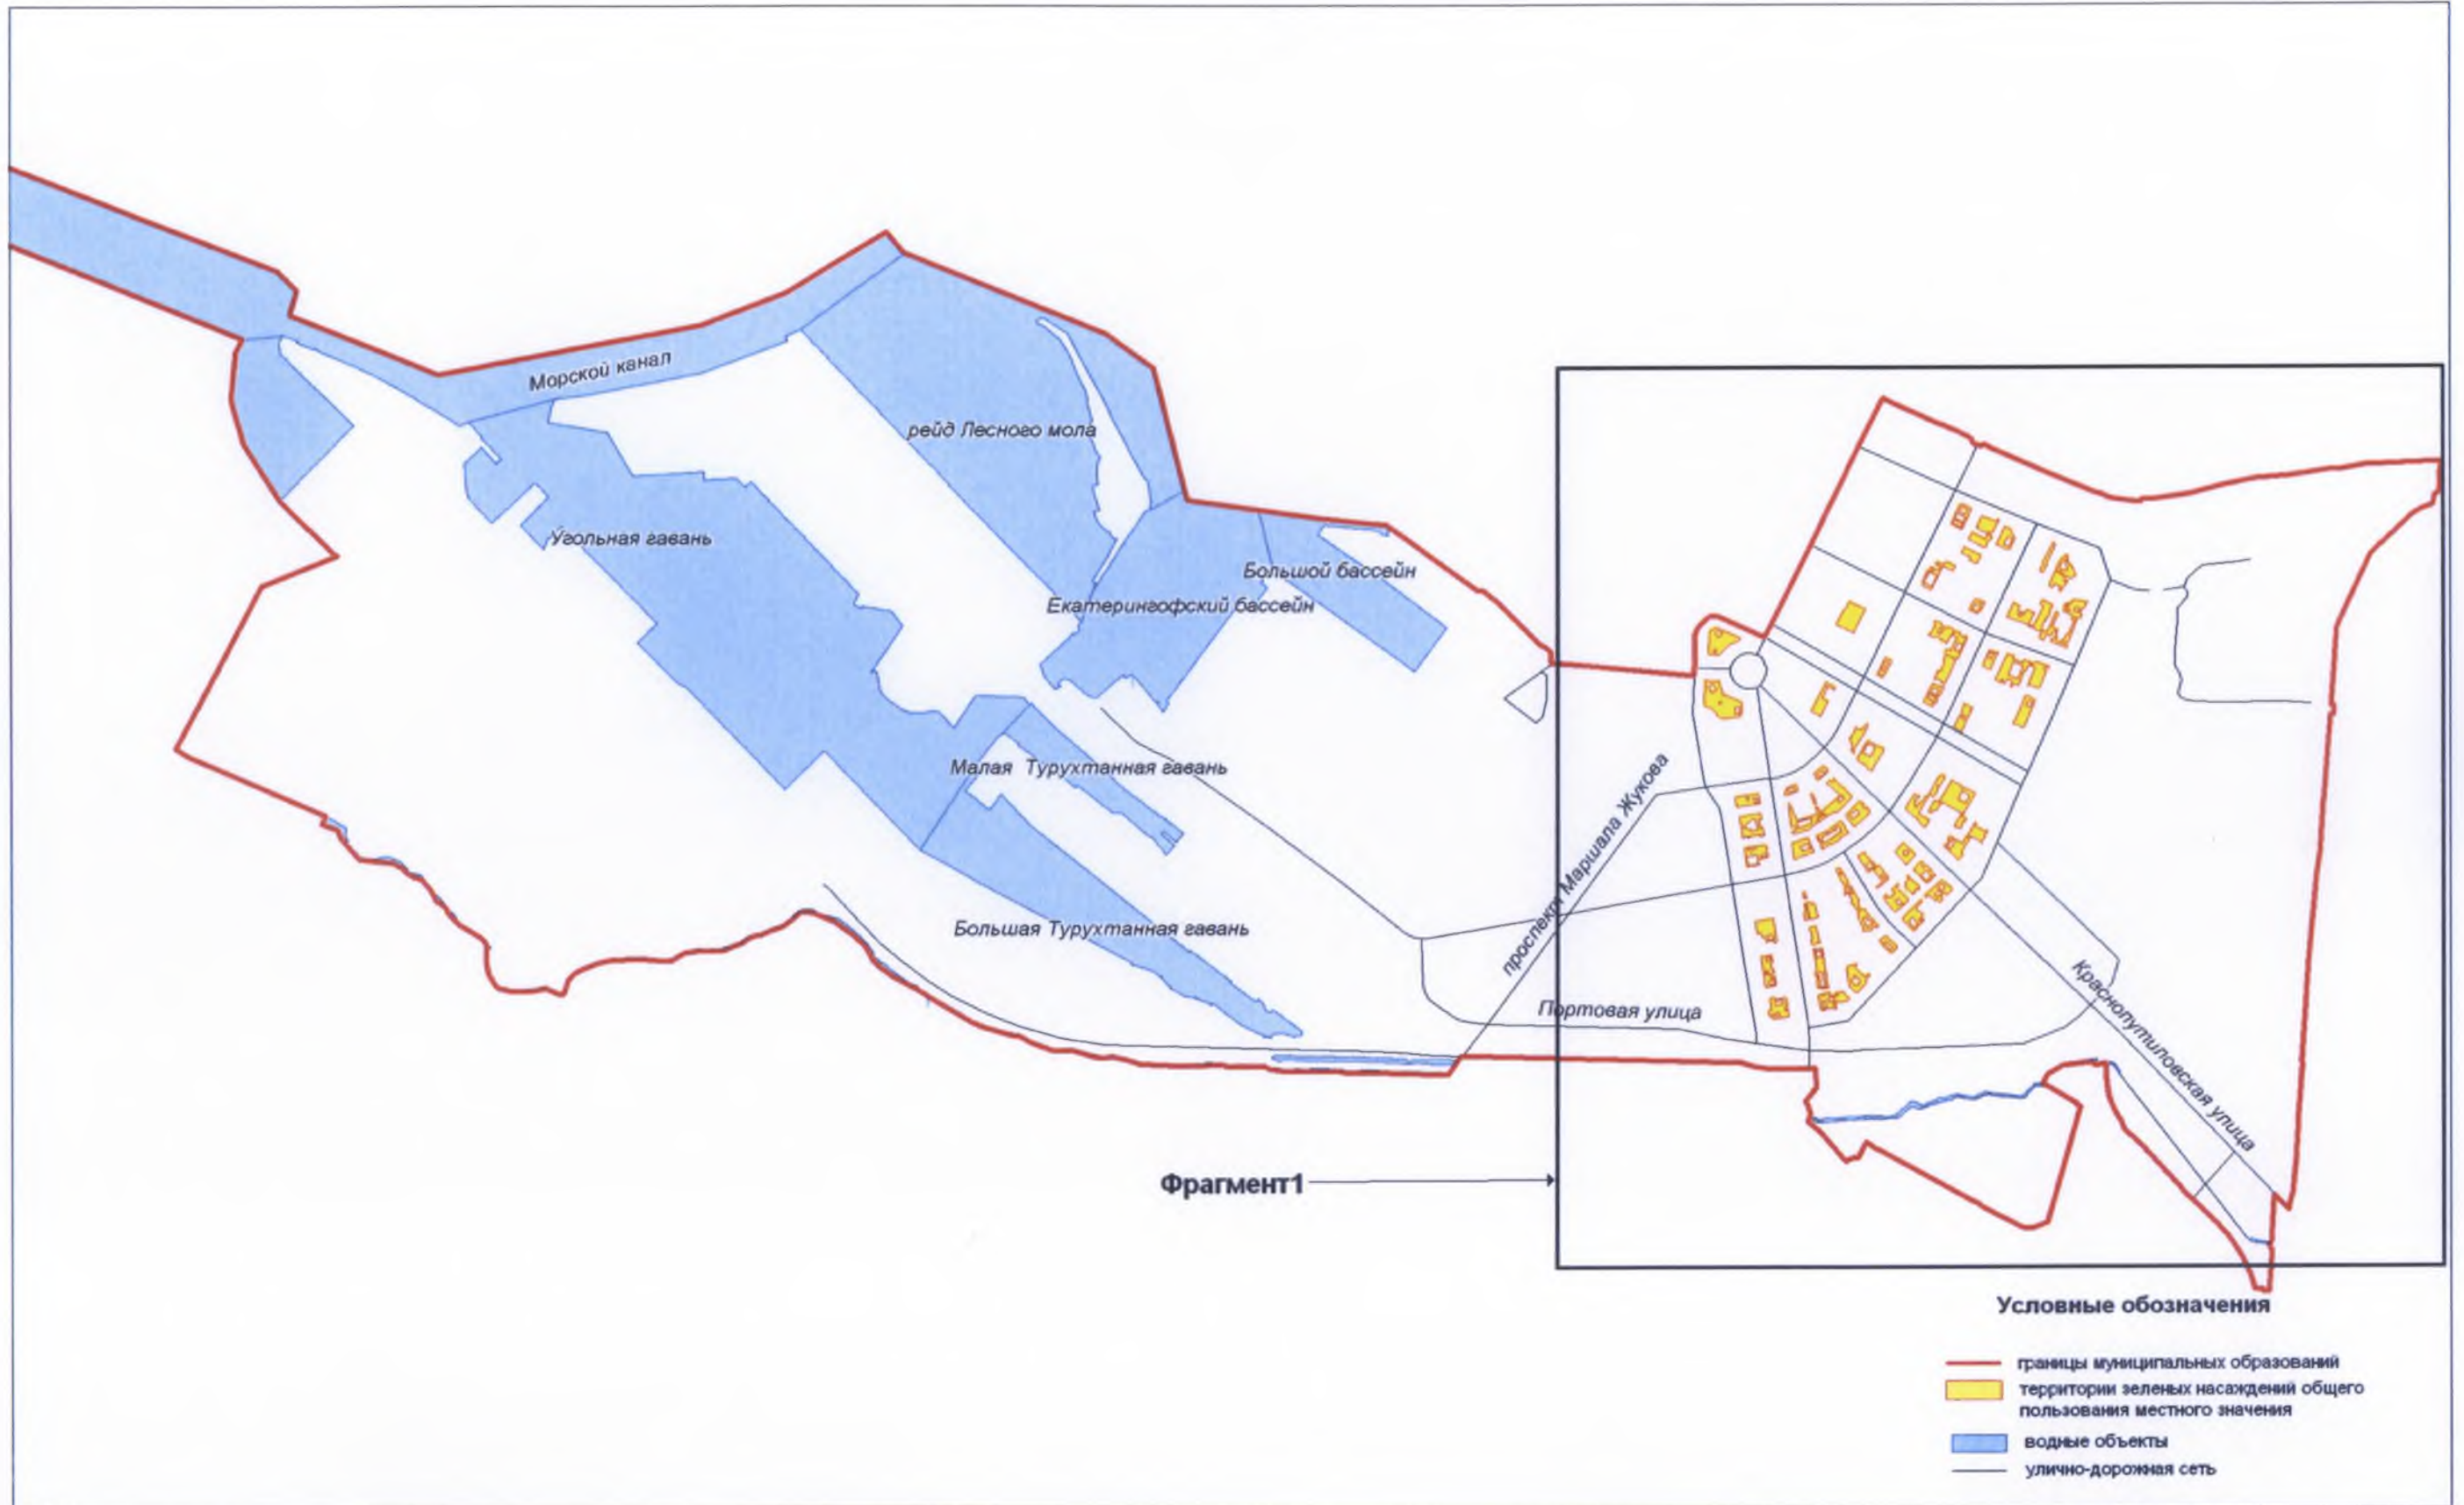 Морской канал
рейд Лесного мола
Угольная гавань
Большой бассейн
Екатерингофский бассейн
Малая Турухтанная гавань
проспект Маршала Жукова
Большая Турухтанная гавань
Портовая улица
Краснопутиловская улица
Фрагмент1
Условные обозначения
границы муниципальных образований
территории зеленых насаждений общего
пользования местного значения
водные объекты
улично-дорожная сеть